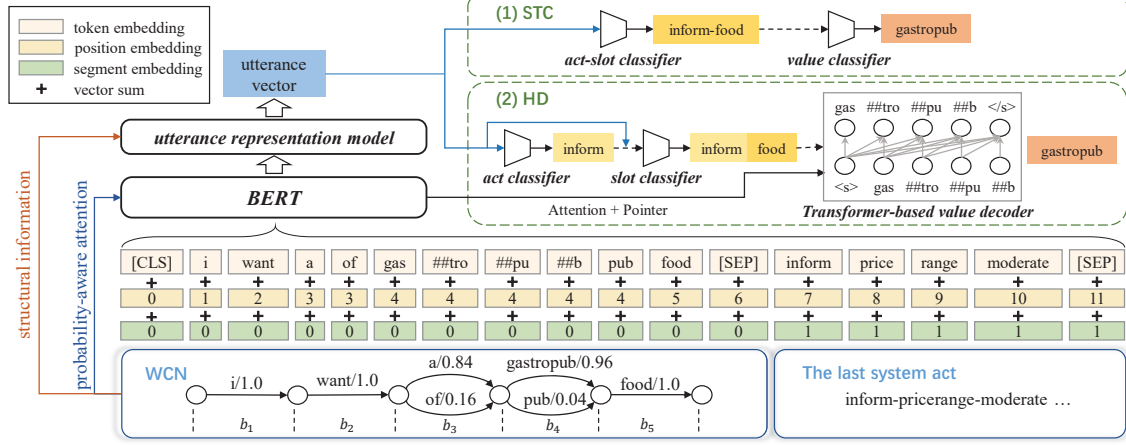 token embedding
position embedding
segment embedding
+ vector sum
utterance vector
utterance representation model
BERT
structural information
probability-aware attention
(1) STC
act-slot classifier
inform-food
value classifier
gastropub
(2) HD
act classifier
inform
slot classifier
inform food
gas ##tro ##pu ##b </s>
<s> gas ##tro ##pu ##b
Transformer-based value decoder
gastropub
Attention + Pointer
[CLS] i want a of gas ##tro ##pu ##b pub food [SEP] inform price range moderate [SEP]
+ + + + + + + + + + + + + + + + +
0 1 2 3 3 4 4 4 4 4 5 6 7 8 9 10 11
+ + + + + + + + + + + + + + + + +
0 0 0 0 0 0 0 0 0 0 0 0 1 1 1 1 1
WCN
i/1.0 want/1.0 a/0.84 gastropub/0.96 food/1.0
of/0.16 pub/0.04
b1 b2 b3 b4 b5
The last system act
inform-pricerange-moderate …